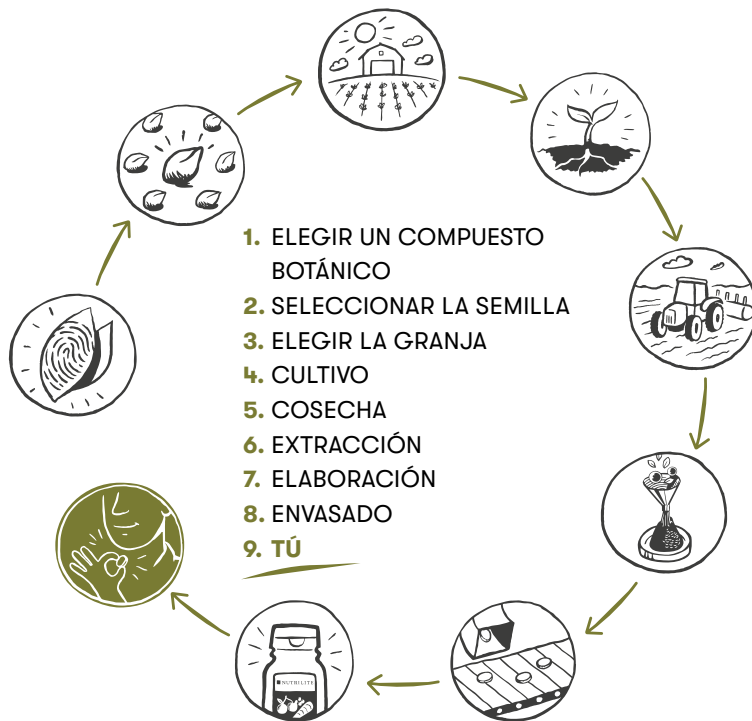 1. ELEGIR UN COMPUESTO
BOTÁNICO
2. SELECCIONAR LA SEMILLA
3. ELEGIR LA GRANJA
4. CULTIVO
5. COSECHA
6. EXTRACCIÓN
7. ELABORACIÓN
8. ENVASADO
9. TÚ
NUTRILITE